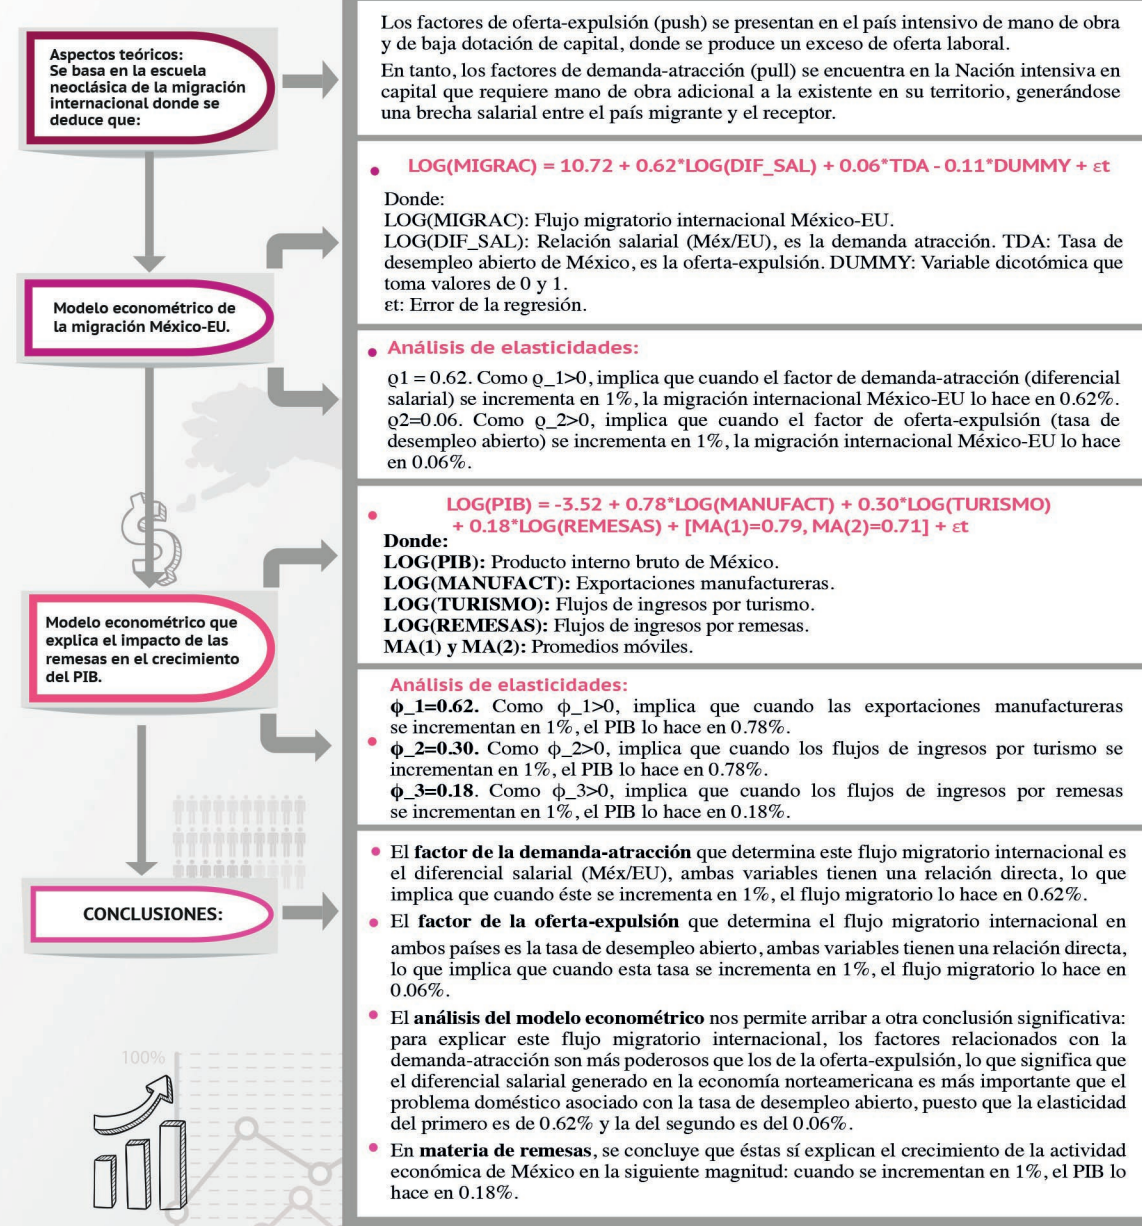 Aspectos teóricos:
Se basa en la escuela
neoclásica de la migración
internacional donde se
deduce que:
Los factores de oferta-expulsión (push) se presentan en el país intensivo de mano de obra
y de baja dotación de capital, donde se produce un exceso de oferta laboral.
En tanto, los factores de demanda-atracción (pull) se encuentra en la Nación intensiva en
capital que requiere mano de obra adicional a la existente en su territorio, generándose
una brecha salarial entre el país migrante y el receptor.
Modelo econométrico de
la migración México-EU.
• LOG(MIGRAC) = 10.72 + 0.62*LOG(DIF_SAL) + 0.06*TDA - 0.11*DUMMY + εt
Donde:
LOG(MIGRAC): Flujo migratorio internacional México-EU.
LOG(DIF_SAL): Relación salarial (Méx/EU), es la demanda atracción. TDA: Tasa de
desempleo abierto de México, es la oferta-expulsión. DUMMY: Variable dicotómica que
toma valores de 0 y 1.
εt: Error de la regresión.
• Análisis de elasticidades:
ϱ1 = 0.62. Como ϱ_1>0, implica que cuando el factor de demanda-atracción (diferencial
salarial) se incrementa en 1%, la migración internacional México-EU lo hace en 0.62%.
ϱ2=0.06. Como ϱ_2>0, implica que cuando el factor de oferta-expulsión (tasa de
desempleo abierto) se incrementa en 1%, la migración internacional México-EU lo hace
en 0.06%.
Modelo econométrico que
explica el impacto de las
remesas en el crecimiento
del PIB.
• LOG(PIB) = -3.52 + 0.78*LOG(MANUFACT) + 0.30*LOG(TURISMO)
+ 0.18*LOG(REMESAS) + [MA(1)=0.79, MA(2)=0.71] + εt
Donde:
LOG(PIB): Producto interno bruto de México.
LOG(MANUFACT): Exportaciones manufactureras.
LOG(TURISMO): Flujos de ingresos por turismo.
LOG(REMESAS): Flujos de ingresos por remesas.
MA(1) y MA(2): Promedios móviles.
Análisis de elasticidades:
ϕ_1=0.62. Como ϕ_1>0, implica que cuando las exportaciones manufactureras
se incrementan en 1%, el PIB lo hace en 0.78%.
• ϕ_2=0.30. Como ϕ_2>0, implica que cuando los flujos de ingresos por turismo se
incrementan en 1%, el PIB lo hace en 0.78%.
ϕ_3=0.18. Como ϕ_3>0, implica que cuando los flujos de ingresos por remesas
se incrementan en 1%, el PIB lo hace en 0.18%.
CONCLUSIONES:
• El factor de la demanda-atracción que determina este flujo migratorio internacional es
el diferencial salarial (Méx/EU), ambas variables tienen una relación directa, lo que
implica que cuando éste se incrementa en 1%, el flujo migratorio lo hace en 0.62%.
• El factor de la oferta-expulsión que determina el flujo migratorio internacional en
ambos países es la tasa de desempleo abierto, ambas variables tienen una relación directa,
lo que implica que cuando esta tasa se incrementa en 1%, el flujo migratorio lo hace en
0.06%.
• El análisis del modelo econométrico nos permite arribar a otra conclusión significativa:
para explicar este flujo migratorio internacional, los factores relacionados con la
demanda-atracción son más poderosos que los de la oferta-expulsión, lo que significa que
el diferencial salarial generado en la economía norteamericana es más importante que el
problema doméstico asociado con la tasa de desempleo abierto, puesto que la elasticidad
del primero es de 0.62% y la del segundo es del 0.06%.
• En materia de remesas, se concluye que éstas sí explican el crecimiento de la actividad
económica de México en la siguiente magnitud: cuando se incrementan en 1%, el PIB lo
hace en 0.18%.
100%